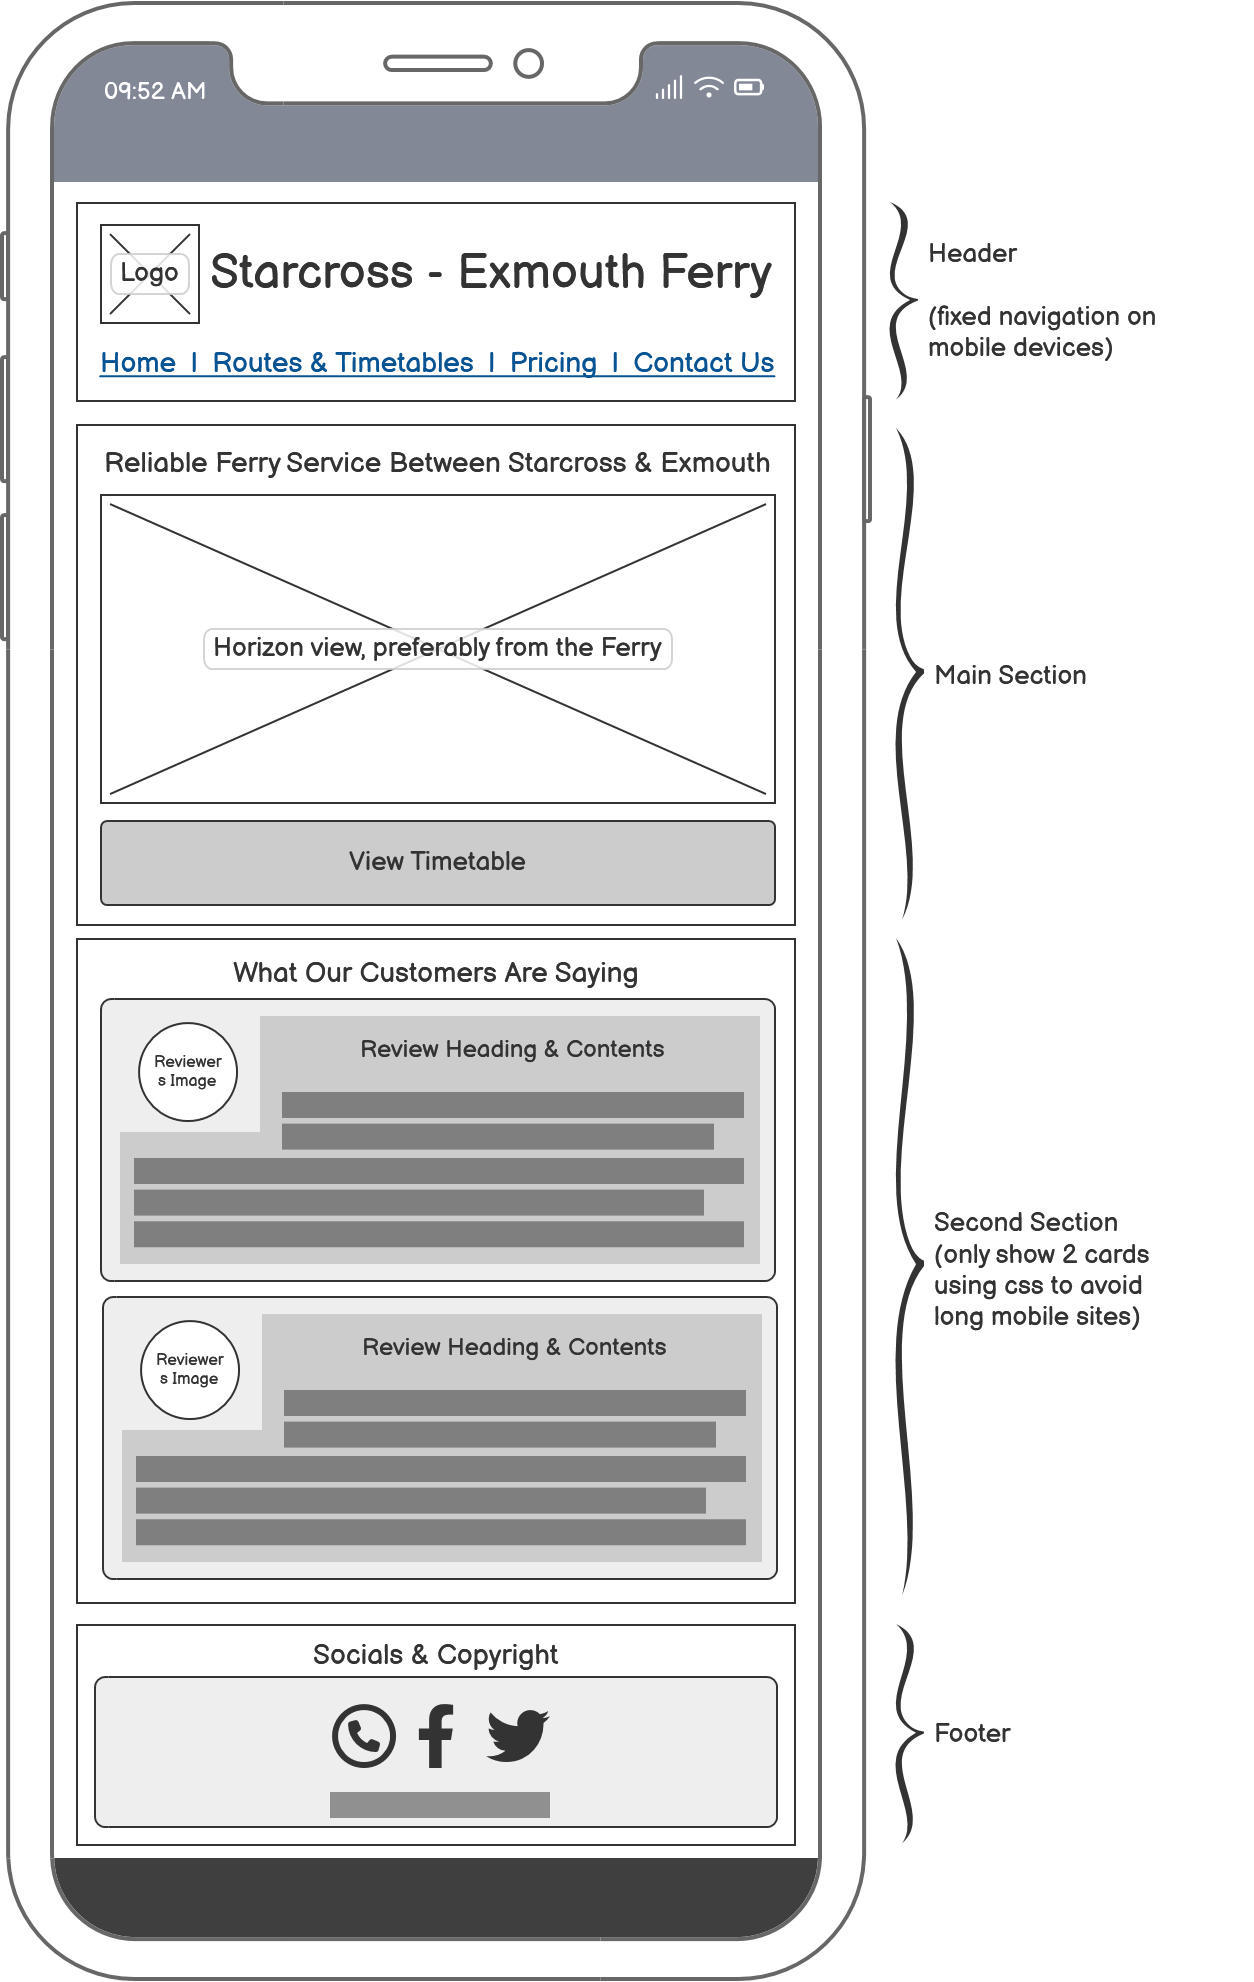 09:52 AM
Logo
Starcross - Exmouth Ferry
Home | Routes & Timetables | Pricing | Contact Us
Header
(fixed navigation on
mobile devices)
Reliable Ferry Service Between Starcross & Exmouth
Horizon view, preferably from the Ferry
View Timetable
Main Section
What Our Customers Are Saying
Reviewer
s Image
Review Heading & Contents
Reviewer
s Image
Review Heading & Contents
Second Section
(only show 2 cards
using css to avoid
long mobile sites)
Socials & Copyright
Footer